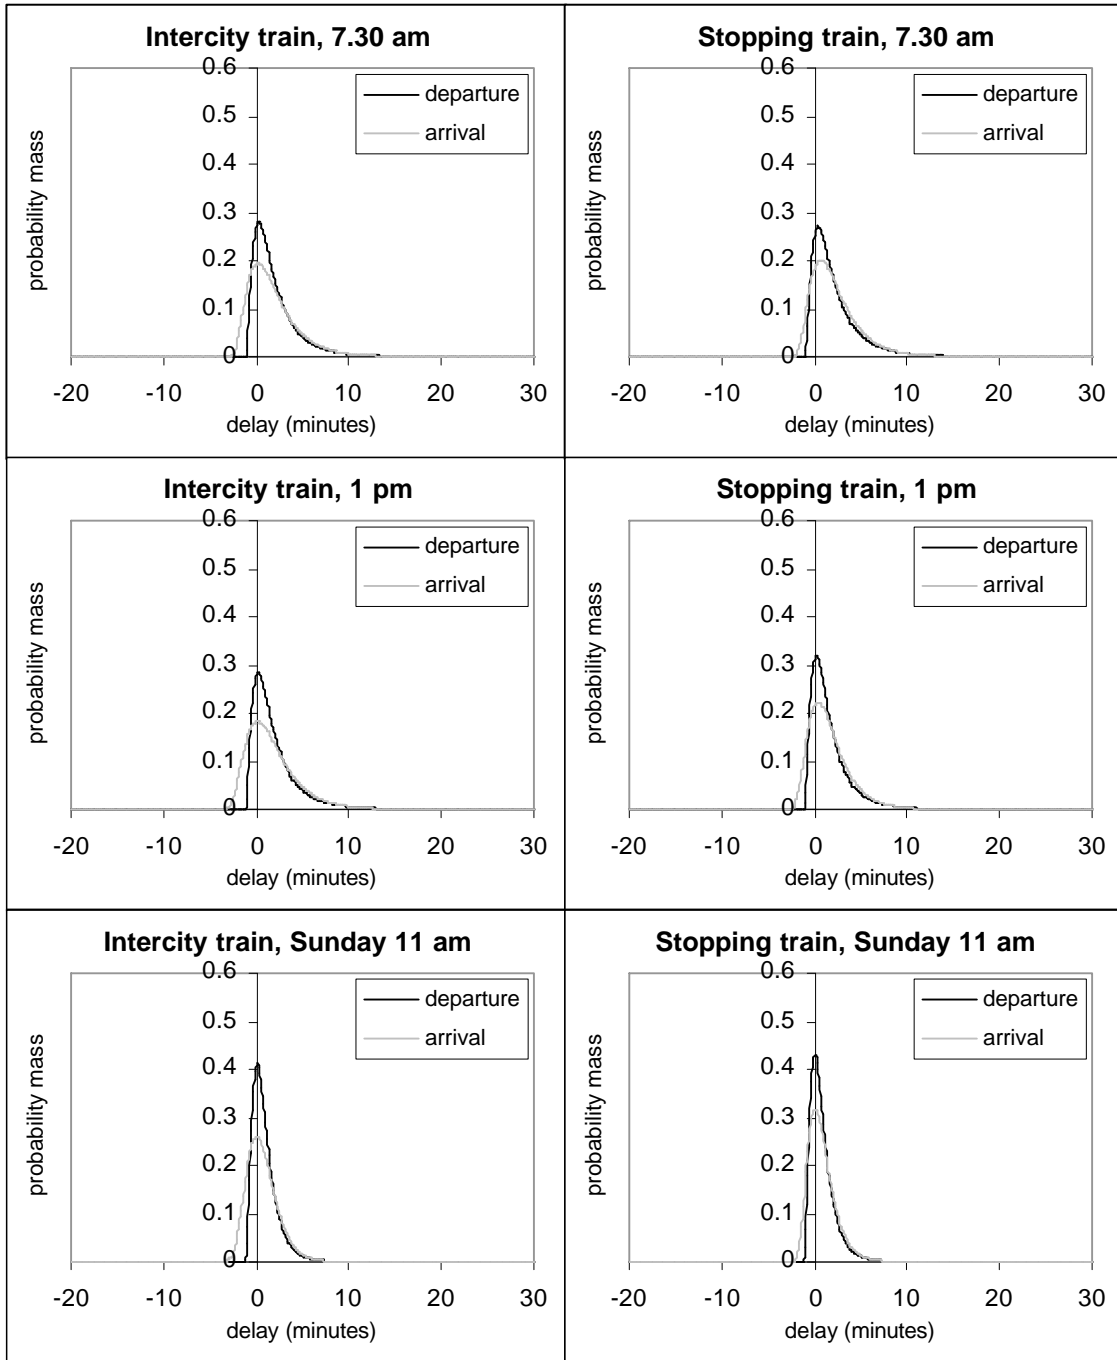 Intercity train, 7.30 am
0.6
0.5
0.4
0.3
0.2
0.1
0
-20 -10 0 10 20 30
delay (minutes)
probability mass
departure
arrival
Stopping train, 7.30 am
0.6
0.5
0.4
0.3
0.2
0.1
0
-20 -10 0 10 20 30
delay (minutes)
probability mass
departure
arrival
Intercity train, 1 pm
0.6
0.5
0.4
0.3
0.2
0.1
0
-20 -10 0 10 20 30
delay (minutes)
probability mass
departure
arrival
Stopping train, 1 pm
0.6
0.5
0.4
0.3
0.2
0.1
0
-20 -10 0 10 20 30
delay (minutes)
probability mass
departure
arrival
Intercity train, Sunday 11 am
0.6
0.5
0.4
0.3
0.2
0.1
0
-20 -10 0 10 20 30
delay (minutes)
probability mass
departure
arrival
Stopping train, Sunday 11 am
0.6
0.5
0.4
0.3
0.2
0.1
0
-20 -10 0 10 20 30
delay (minutes)
probability mass
departure
arrival